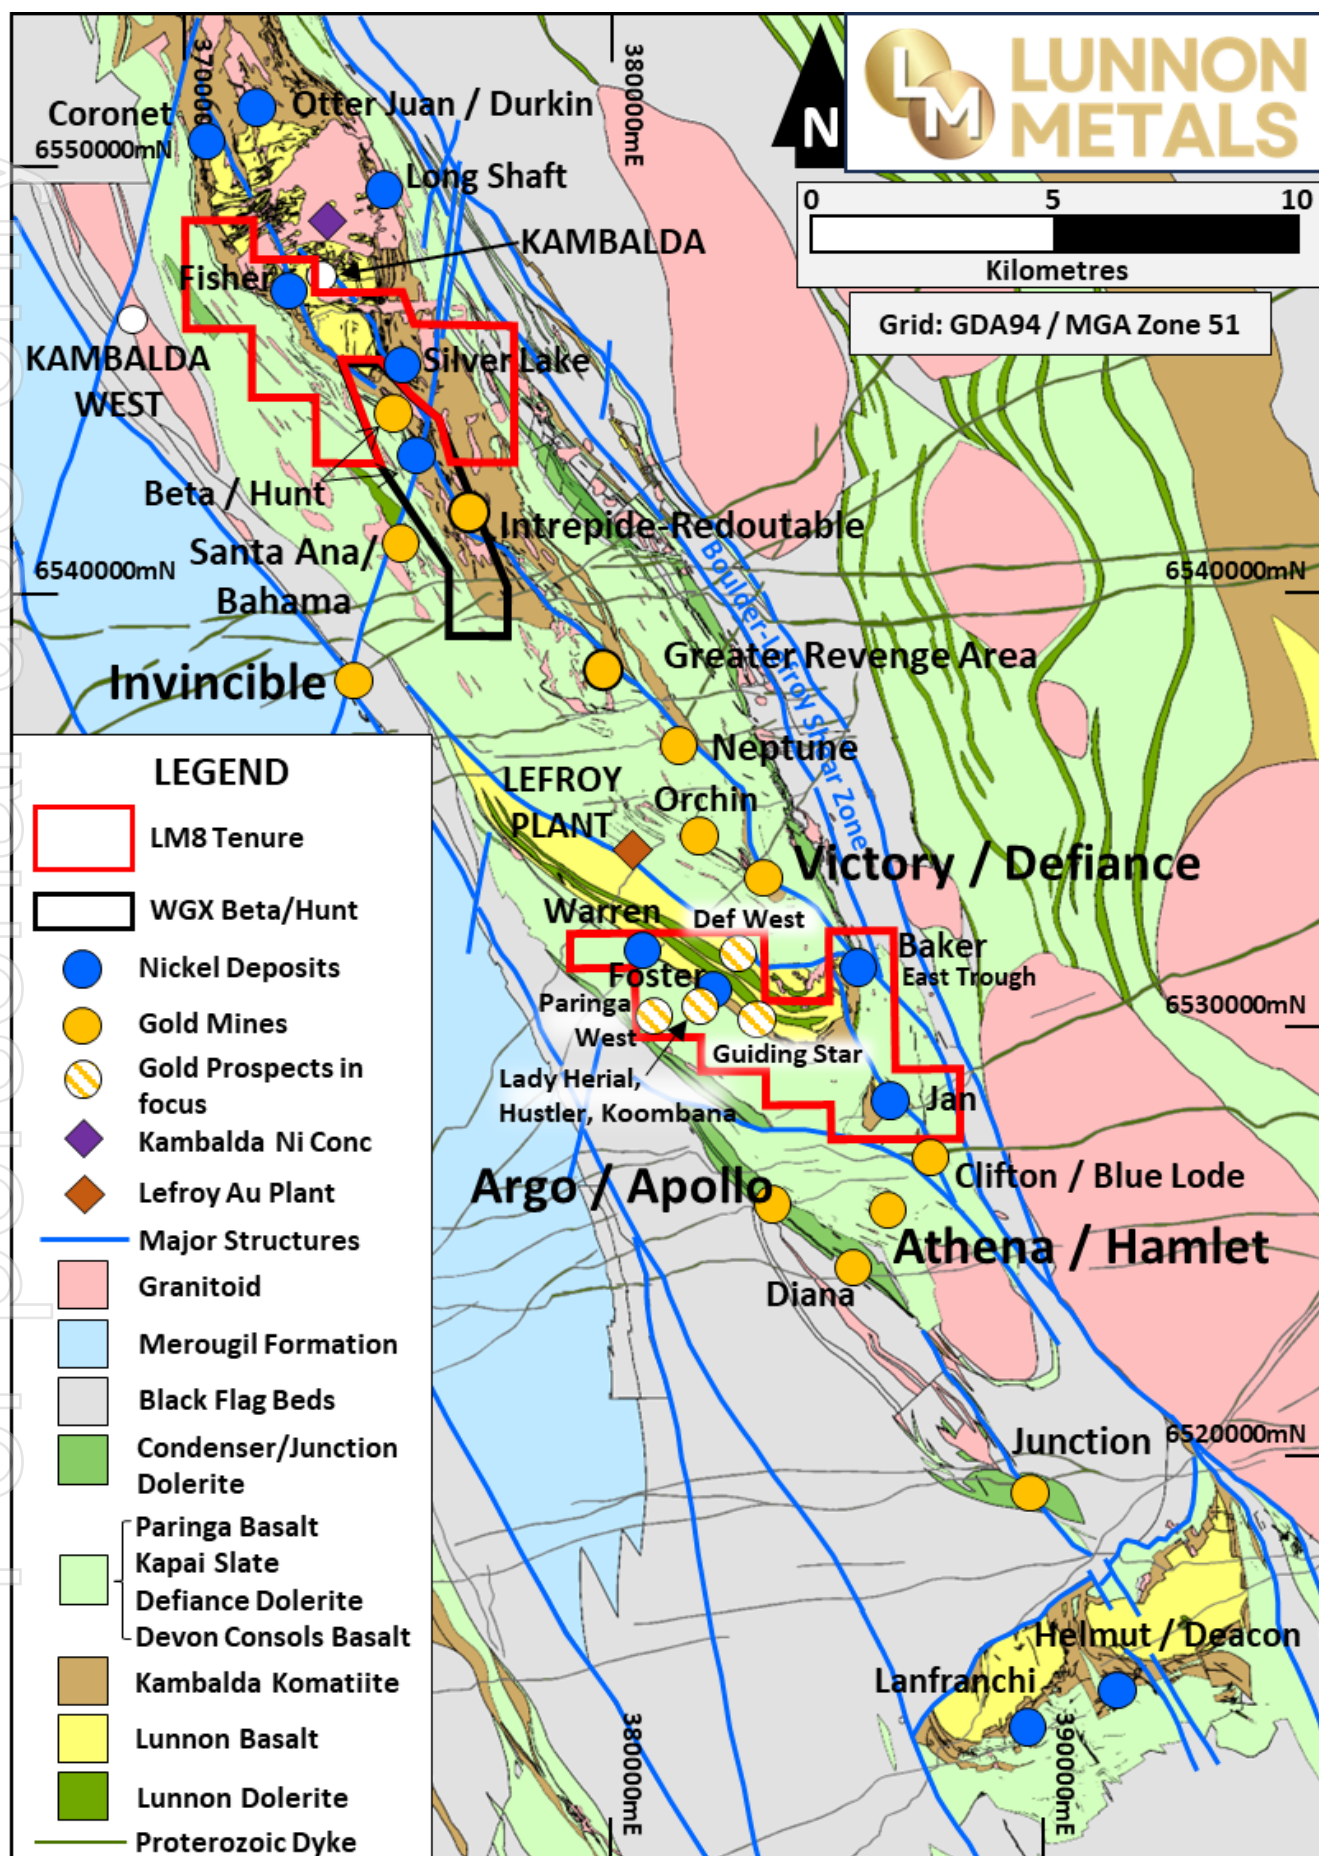 LUNNON
METALS
LM
N
0 5 10
Kilometres
Grid: GDA94 / MGA Zone 51
370000
380000mE
Coronet
6550000mN
Otter Juan / Durkin
Long Shaft
KAMBALDA
Fisher
KAMBALDA
WEST
Silver Lake
Beta / Hunt
Intrepide-Redoutable
Santa Ana/
Bahama
6540000mN
6540000mN
Boulder-Lefroy Shear Zone
Greater Revenge Area
Invincible
Neptune
LEFROY
PLANT
Orchin
Victory / Defiance
Warren
Def West
Baker
East Trough
Foster
Paringa
West
6530000mN
Guiding Star
Lady Herial,
Hustler, Koombana
Jan
Clifton / Blue Lode
Argo / Apollo
Athena / Hamlet
Diana
Junction
6520000mN
Helmut / Deacon
Lanfranchi
380000mE
390000mE
LEGEND
LM8 Tenure
WGX Beta/Hunt
Nickel Deposits
Gold Mines
Gold Prospects in
focus
Kambalda Ni Conc
Lefroy Au Plant
Major Structures
Granitoid
Merougil Formation
Black Flag Beds
Condenser/Junction
Dolerite
Paringa Basalt
Kapai Slate
Defiance Dolerite
Devon Consols Basalt
Kambalda Komatiite
Lunnon Basalt
Lunnon Dolerite
Proterozoic Dyke